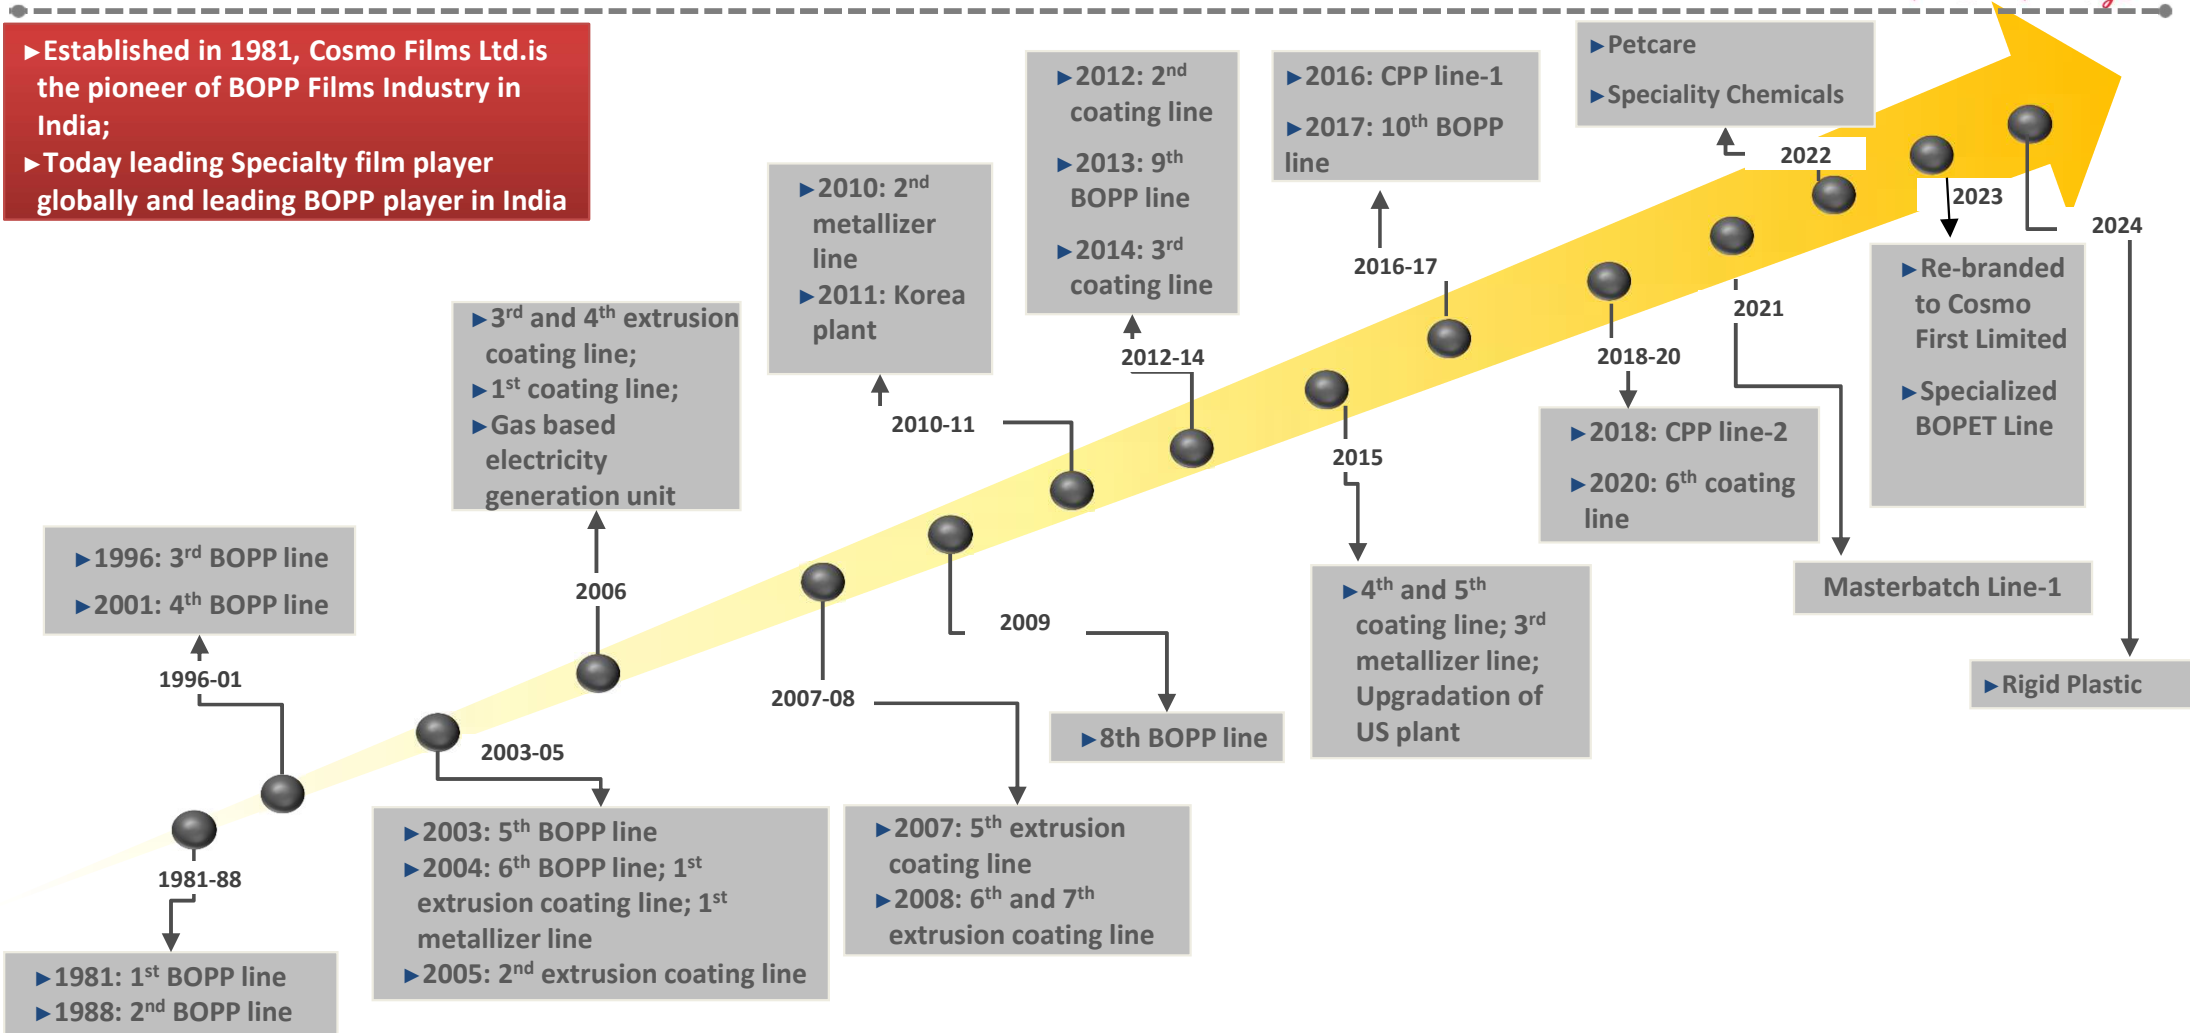 ►Established in 1981, Cosmo Films Ltd.is
the pioneer of BOPP Films Industry in
India;
►Today leading Specialty film player
globally and leading BOPP player in India
►1996: 3rd BOPP line
►2001: 4th BOPP line
1996-01
1981-88
►1981: 1st BOPP line
►1988: 2nd BOPP line
►3rd and 4th extrusion
coating line;
►1st coating line;
►Gas based
electricity
generation unit
2006
2003-05
►2003: 5th BOPP line
►2004: 6th BOPP line; 1st
extrusion coating line; 1st
metallizer line
►2005: 2nd extrusion coating line
►2010: 2nd
metallizer
line
►2011: Korea
plant
2010-11
2007-08
►2007: 5th extrusion
coating line
►2008: 6th and 7th
extrusion coating line
2009
►8th BOPP line
►2012: 2nd
coating line
►2013: 9th
BOPP line
►2014: 3rd
coating line
2012-14
2015
►4th and 5th
coating line; 3rd
metallizer line;
Upgradation of
US plant
►2016: CPP line-1
►2017: 10th BOPP
line
2016-17
2018-20
►2018: CPP line-2
►2020: 6th coating
line
2021
Masterbatch Line-1
►Petcare
►Speciality Chemicals
2022
2023
►Re-branded
to Cosmo
First Limited
►Specialized
BOPET Line
2024
►Rigid Plastic